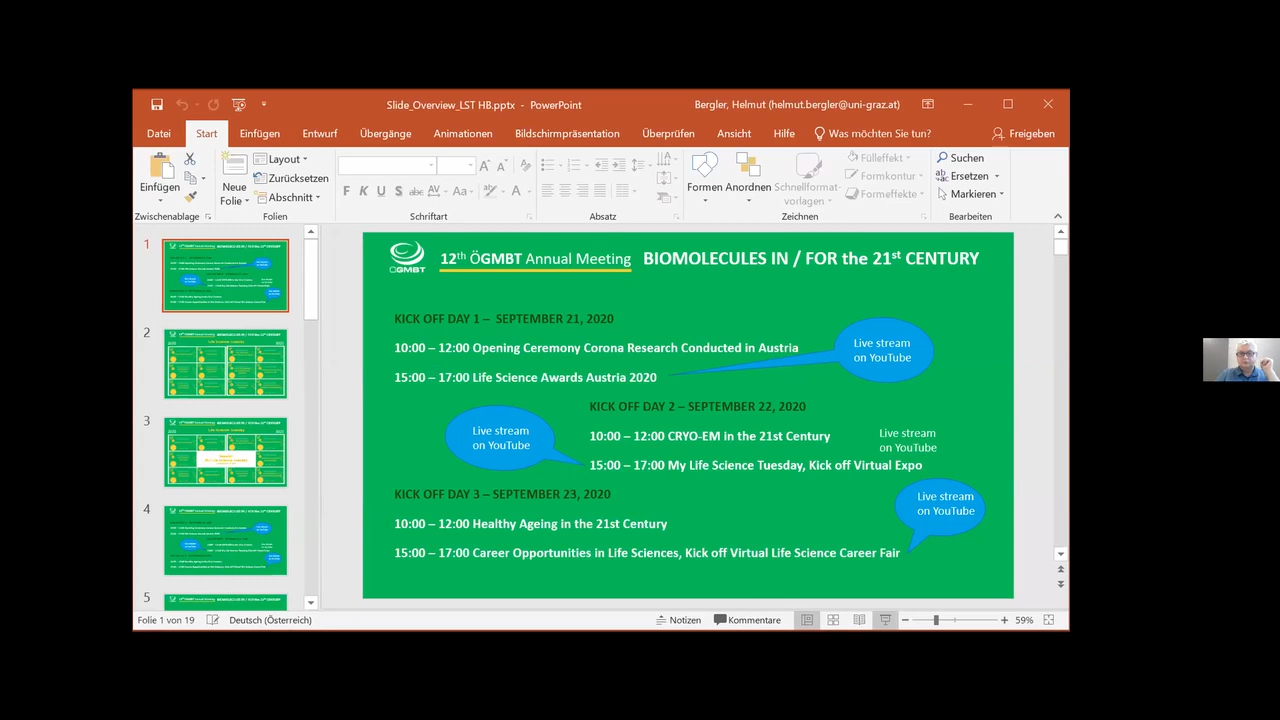 Slide_Overview_LST HB.pptx - PowerPoint
Bergler, Helmut (helmut.bergler@uni-graz.at)
Datei Start Einfügen Entwurf Übergänge Animationen Bildschirmpräsentation Überprüfen Ansicht Hilfe Was möchten Sie tun? Freigeben
Einfügen
Zwischenablage
Neue Folie
Layout
Zurücksetzen
Abschnitt
Folien
F K U S abc AV Aa A
Schriftart
Absatz
Formen
Anordnen
Schnellformat-
vorlagen
Fülleffekt
Formkontur
Formeffekte
Zeichnen
Suchen
Ersetzen
Markieren
Bearbeiten
1
2
3
4
5
ÖGMBT
12th ÖGMBT Annual Meeting BIOMOLECULES IN / FOR the 21st CENTURY
KICK OFF DAY 1 – SEPTEMBER 21, 2020
10:00 – 12:00 Opening Ceremony Corona Research Conducted in Austria
15:00 – 17:00 Life Science Awards Austria 2020
Live stream
on YouTube
KICK OFF DAY 2 – SEPTEMBER 22, 2020
10:00 – 12:00 CRYO-EM in the 21st Century
15:00 – 17:00 My Life Science Tuesday, Kick off Virtual Expo
Live stream
on YouTube
Live stream
on YouTube
KICK OFF DAY 3 – SEPTEMBER 23, 2020
10:00 – 12:00 Healthy Ageing in the 21st Century
15:00 – 17:00 Career Opportunities in Life Sciences, Kick off Virtual Life Science Career Fair
Live stream
on YouTube
Folie 1 von 19 Deutsch (Österreich) Notizen Kommentare 59%